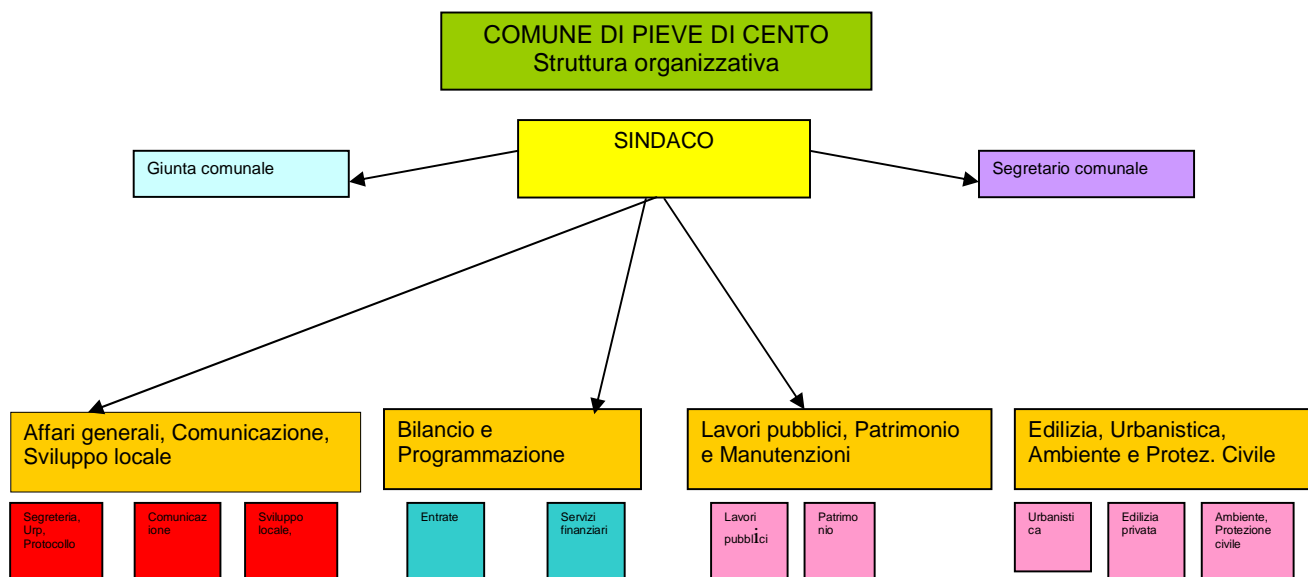 COMUNE DI PIEVE DI CENTO
Struttura organizzativa
SINDACO
Giunta comunale
Segretario comunale
Affari generali, Comunicazione,
Sviluppo locale
Bilancio e
Programmazione
Lavori pubblici, Patrimonio
e Manutenzioni
Edilizia, Urbanistica,
Ambiente e Protez. Civile
Segreteria,
Urp,
Protocollo
Comunicaz
ione
Sviluppo
locale,
Entrate
Servizi
finanziari
Lavori
pubblici
Patrimo
nio
Urbanisti
ca
Edilizia
privata
Ambiente,
Protezione
civile